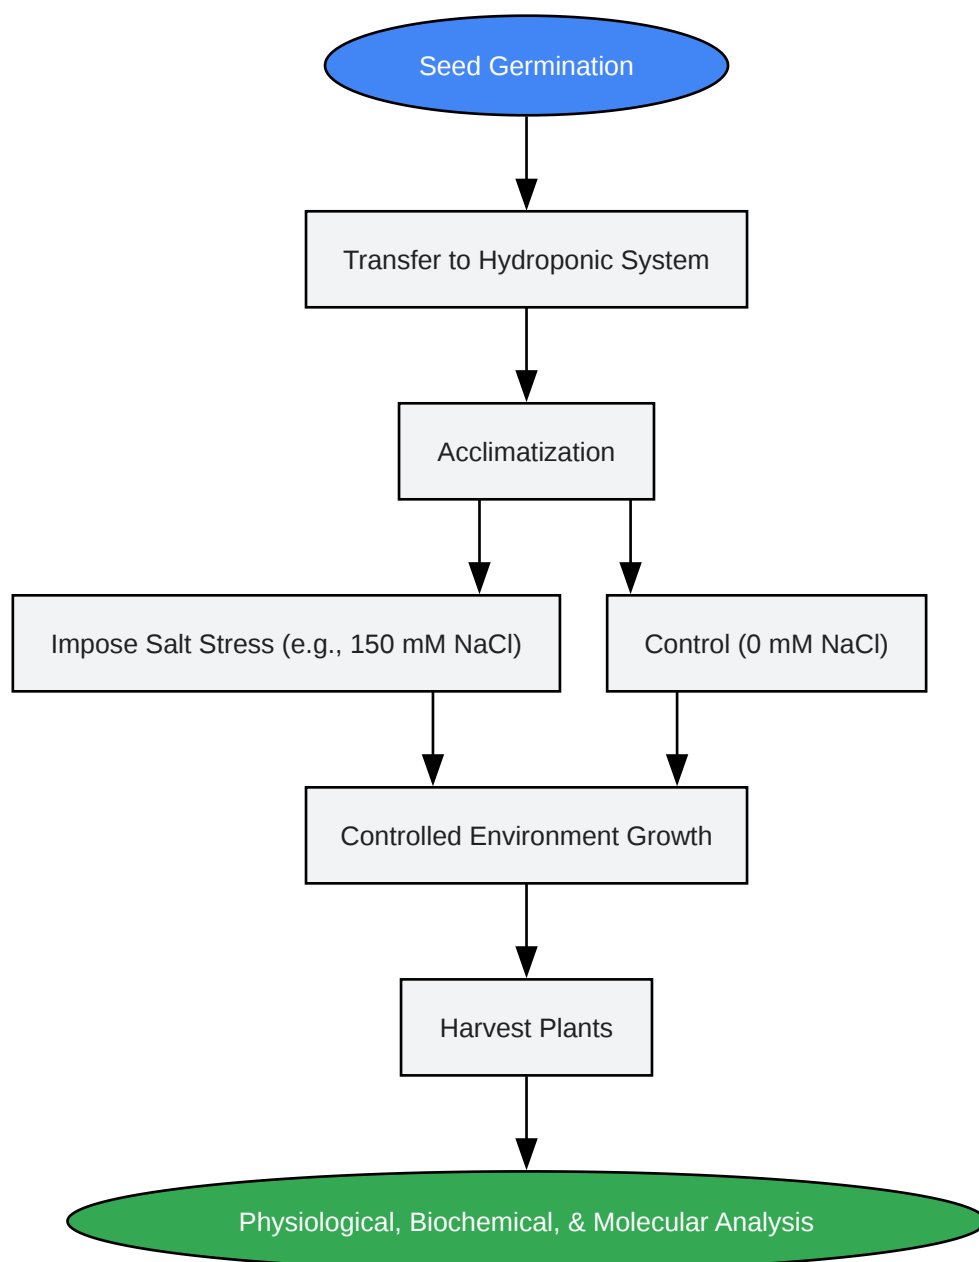 Seed Germination
Transfer to Hydroponic System
Acclimatization
Impose Salt Stress (e.g., 150 mM NaCl)
Control (0 mM NaCl)
Controlled Environment Growth
Harvest Plants
Physiological, Biochemical, & Molecular Analysis